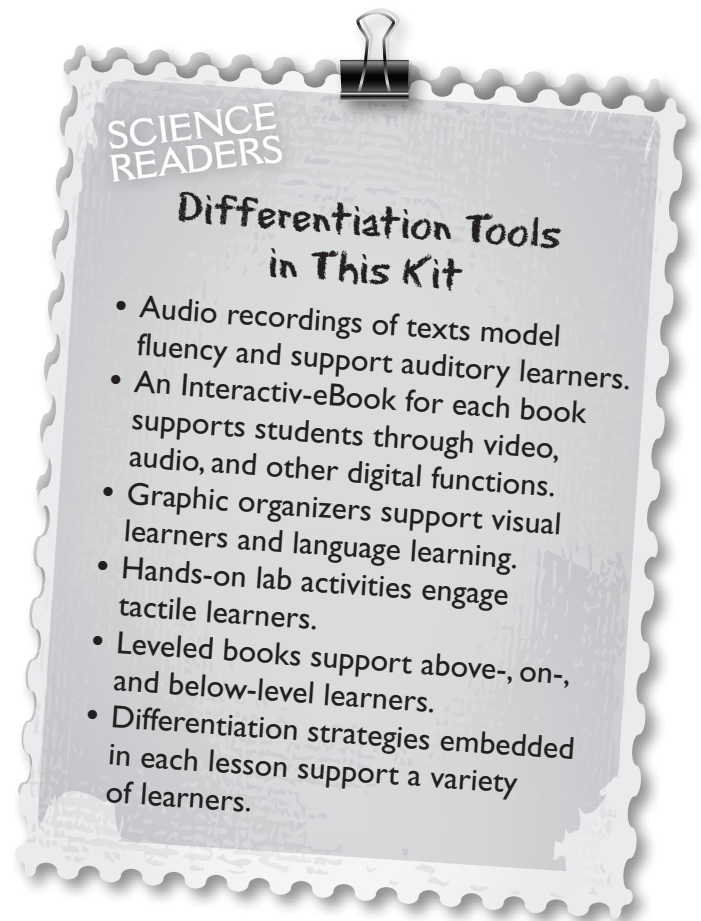 SCIENCE
READERS
Differentiation Tools
in This Kit
• Audio recordings of texts model
fluency and support auditory learners.
• An Interactiv-eBook for each book
supports students through video,
audio, and other digital functions.
• Graphic organizers support visual
learners and language learning.
• Hands-on lab activities engage
tactile learners.
• Leveled books support above-, on-,
and below-level learners.
• Differentiation strategies embedded
in each lesson support a variety
of learners.